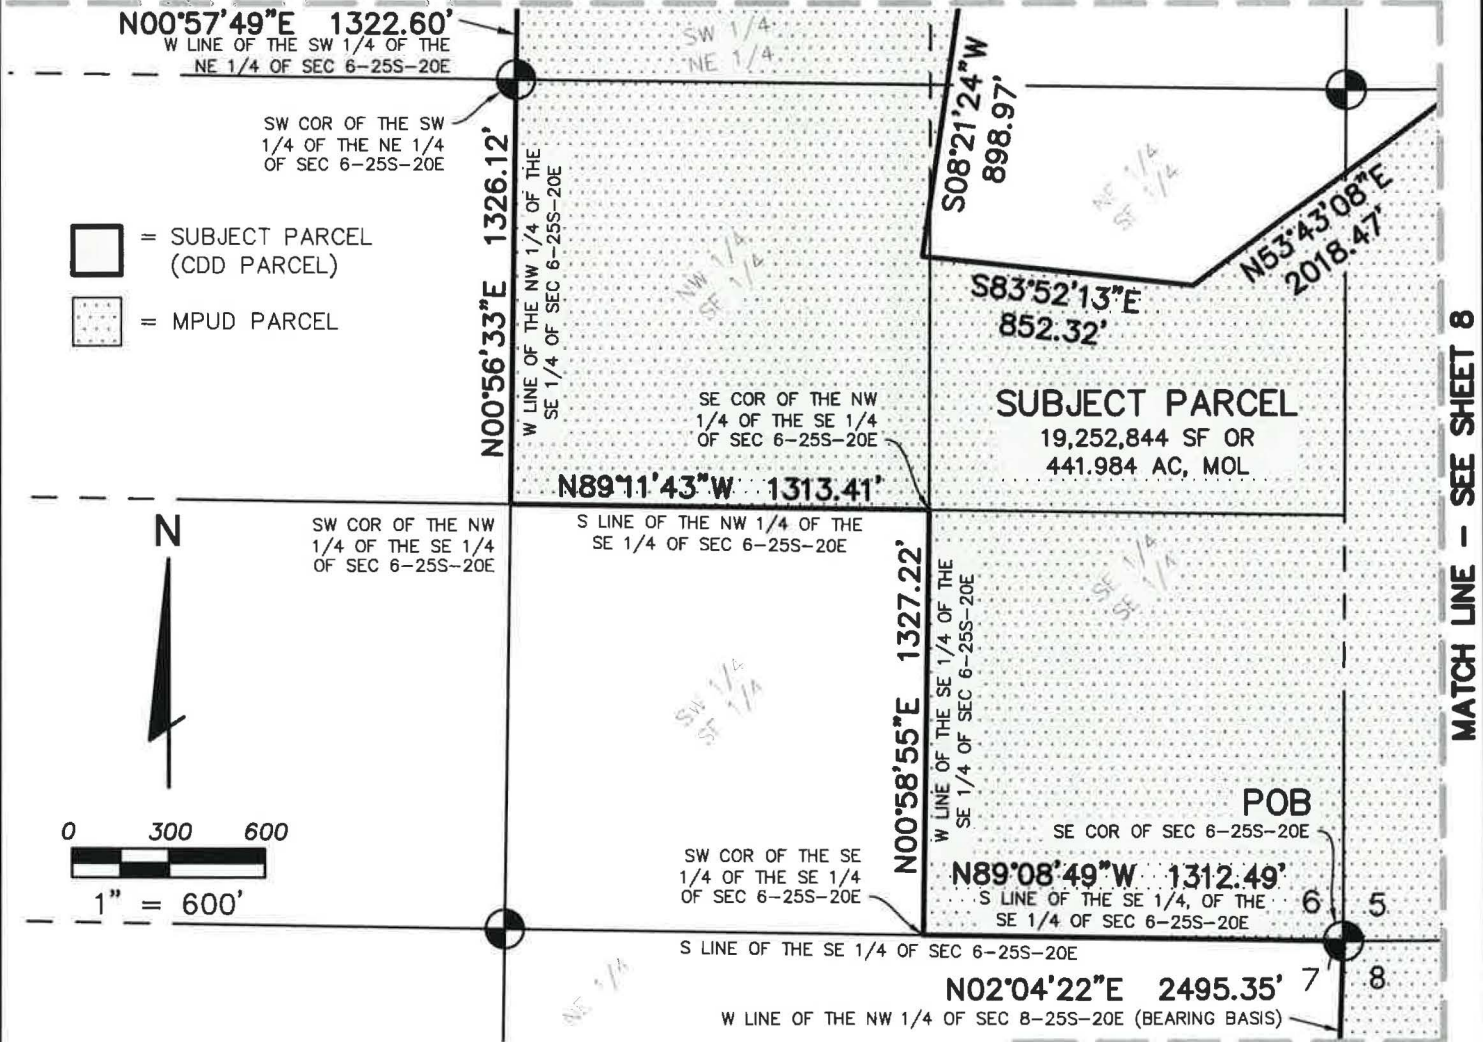 N00°57'49"E 1322.60'
W LINE OF THE SW 1/4 OF THE
NE 1/4 OF SEC 6-25S-20E
SW 1/4
NE 1/4
SW COR OF THE SW
1/4 OF THE NE 1/4
OF SEC 6-25S-20E
= SUBJECT PARCEL
(CDD PARCEL)
= MPUD PARCEL
N00°56'33"E 1326.12'
W LINE OF THE NW 1/4 OF THE
SE 1/4 OF SEC 6-25S-20E
NW 1/4
SE 1/4
S08°21'24"W
898.97'
NE 1/4
SE 1/4
N53°43'08"E
2018.47'
S83°52'13"E
852.32'
SUBJECT PARCEL
19,252,844 SF OR
441.984 AC, MOL
SE COR OF THE NW
1/4 OF THE SE 1/4
OF SEC 6-25S-20E
N89°11'43"W 1313.41'
S LINE OF THE NW 1/4 OF THE
SE 1/4 OF SEC 6-25S-20E
SW COR OF THE NW
1/4 OF THE SE 1/4
OF SEC 6-25S-20E
MATCH LINE - SEE SHEET 8
N
0 300 600
1" = 600'
SW 1/4
SE 1/4
N00°58'55"E 1327.22'
W LINE OF THE SE 1/4 OF THE
SE 1/4 OF SEC 6-25S-20E
SE 1/4
SE 1/4
POB
SE COR OF SEC 6-25S-20E
SW COR OF THE SE
1/4 OF THE SE 1/4
OF SEC 6-25S-20E
N89°08'49"W 1312.49'
S LINE OF THE SE 1/4, OF THE
SE 1/4 OF SEC 6-25S-20E
6 5
7 8
S LINE OF THE SE 1/4 OF SEC 6-25S-20E
NE 1/4
N02°04'22"E 2495.35'
W LINE OF THE NW 1/4 OF SEC 8-25S-20E (BEARING BASIS)